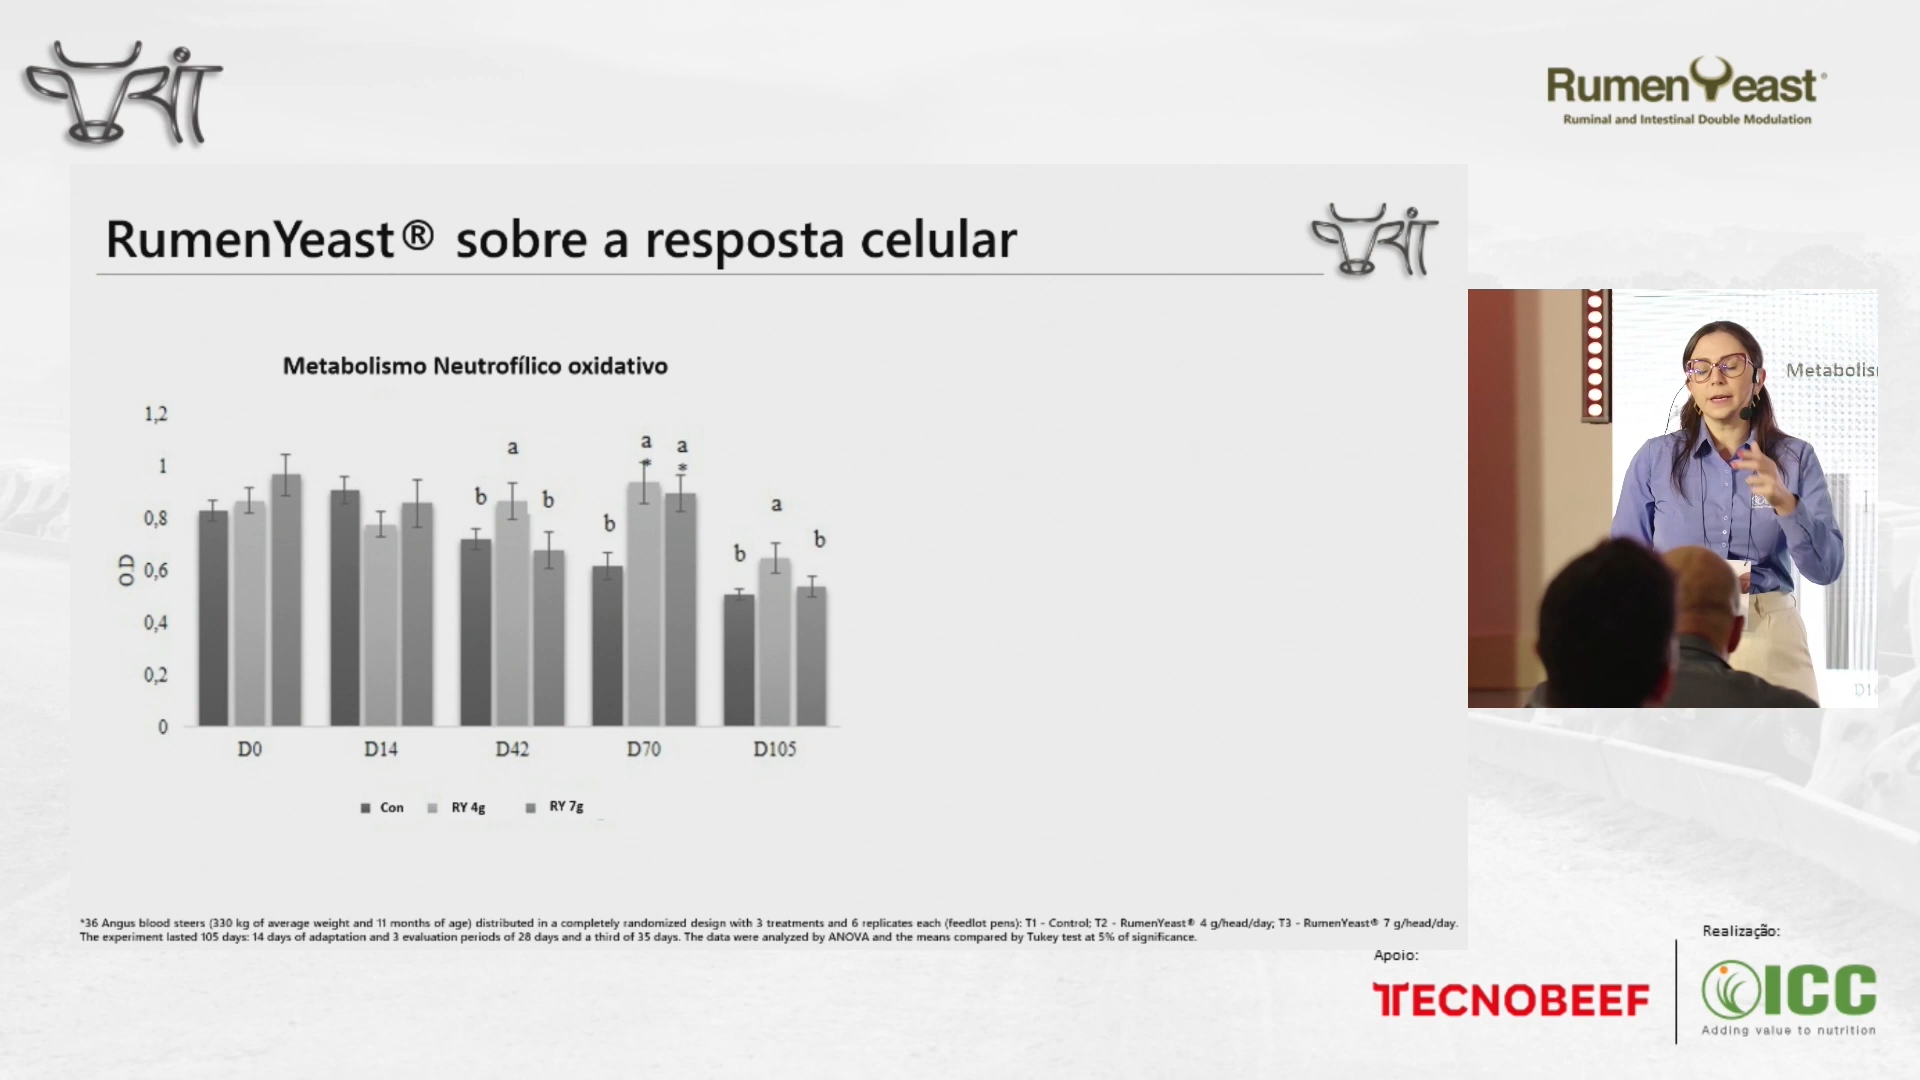 RIT
RumenYeast®
Ruminal and Intestinal Double Modulation
RumenYeast® sobre a resposta celular
RIT
Metabolismo Neutrofílico oxidativo
1,2
1
0,8
0,6
0,4
0,2
0
O.D
b a b
b a * a *
b a b
D0 D14 D42 D70 D105
Con RY 4g RY 7g
Metabolis
D1
*36 Angus blood steers (330 kg of average weight and 11 months of age) distributed in a completely randomized design with 3 treatments and 6 replicates each (feedlot pens): T1 - Control; T2 - RumenYeast® 4 g/head/day; T3 - RumenYeast® 7 g/head/day.
The experiment lasted 105 days: 14 days of adaptation and 3 evaluation periods of 28 days and a third of 35 days. The data were analyzed by ANOVA and the means compared by Tukey test at 5% of significance.
Apoio:
TECNOBEEF
Realização:
ICC
Adding value to nutrition